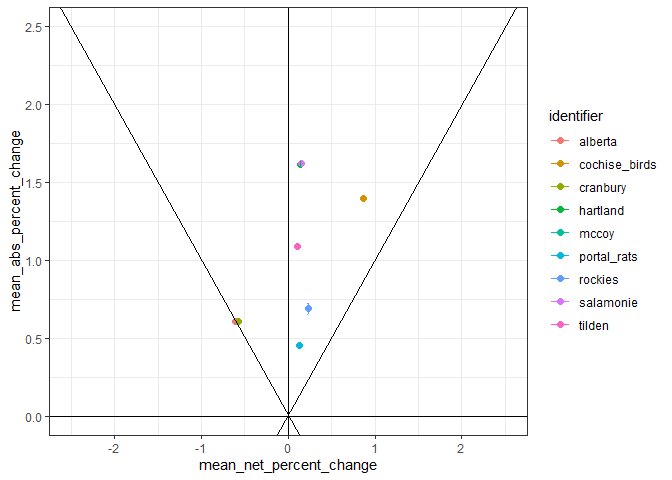 2.5
2.0
1.5
1.0
0.5
0.0
mean_abs_percent_change
-2
-1
0
1
2
mean_net_percent_change
identifier
alberta
cochise_birds
cranbury
hartland
mccoy
portal_rats
rockies
salamonie
tilden